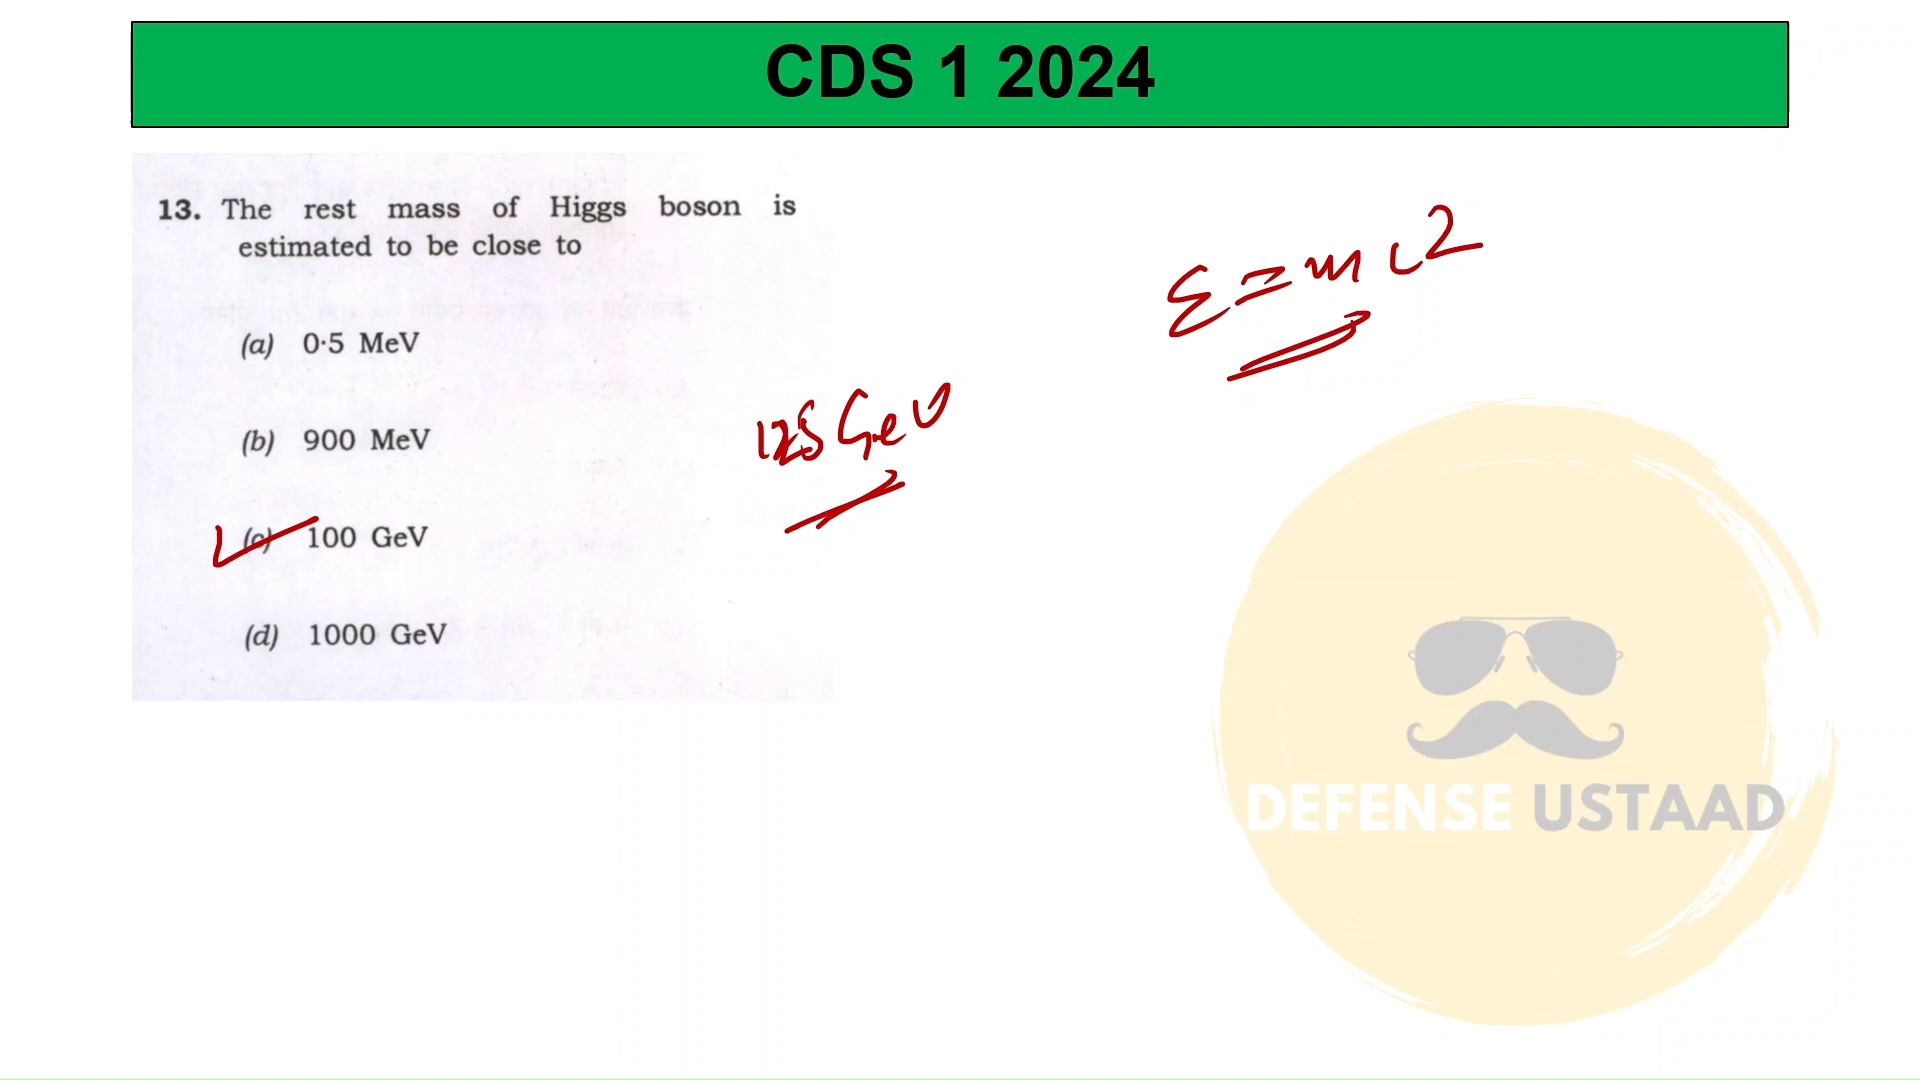 CDS 1 2024
13. The rest mass of Higgs boson is
estimated to be close to
(a) 0·5 MeV
(b) 900 MeV
(c) 100 GeV
(d) 1000 GeV
125 GeV
E = mc2
DEFENSE USTAAD